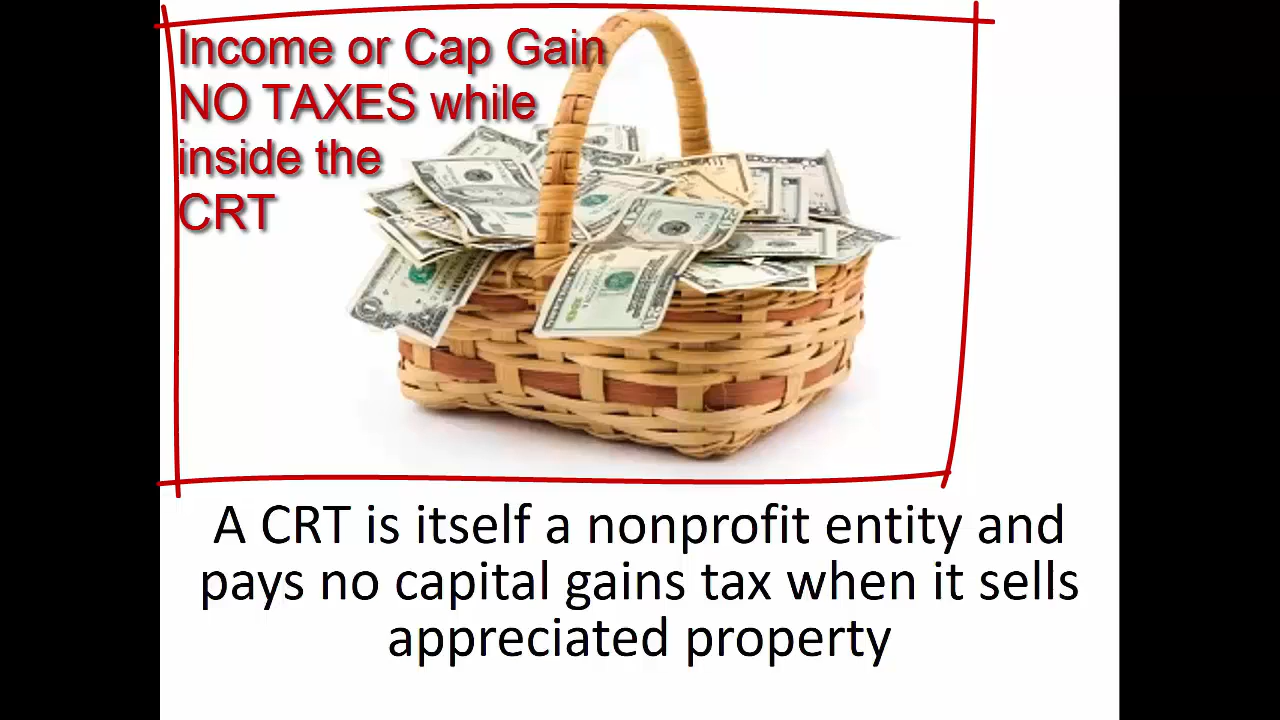 Income or Cap Gain
NO TAXES while
inside the
CRT
A CRT is itself a nonprofit entity and
pays no capital gains tax when it sells
appreciated property